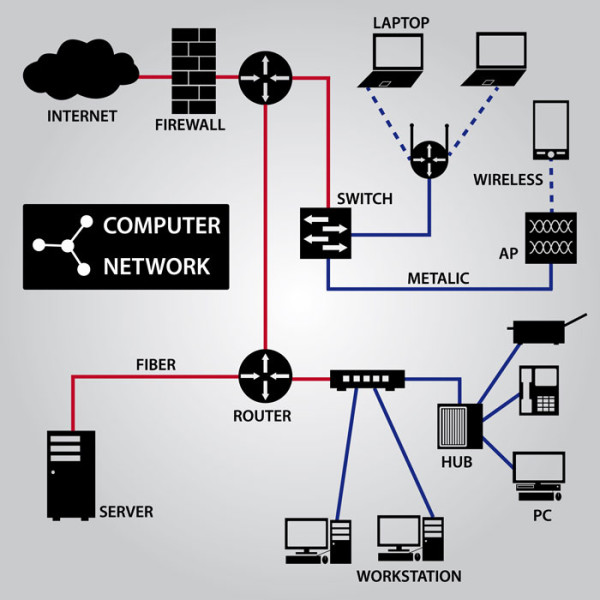 LAPTOP
INTERNET
FIREWALL
WIRELESS
SWITCH
COMPUTER
NETWORK
AP
METALIC
FIBER
ROUTER
HUB
SERVER
PC
WORKSTATION